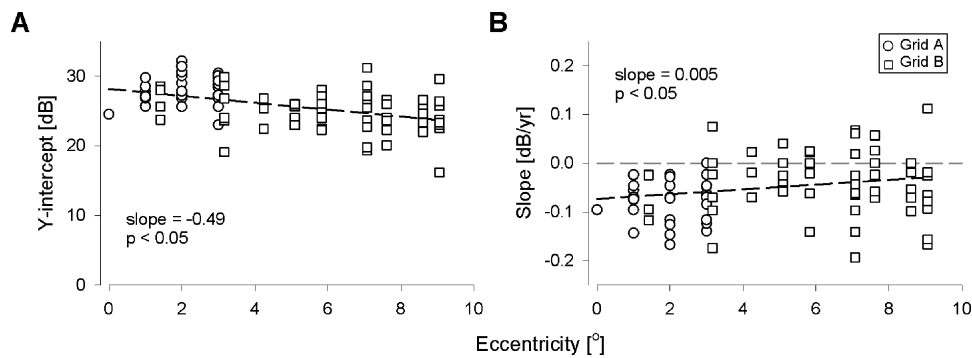 A
Y-intercept [dB]
30
20
10
0
slope = -0.49
p < 0.05
0 2 4 6 8 10
B
Slope [dB/yr]
0.2
0.1
0.0
-0.1
-0.2
slope = 0.005
p < 0.05
Grid A
Grid B
0 2 4 6 8 10
Eccentricity [°]